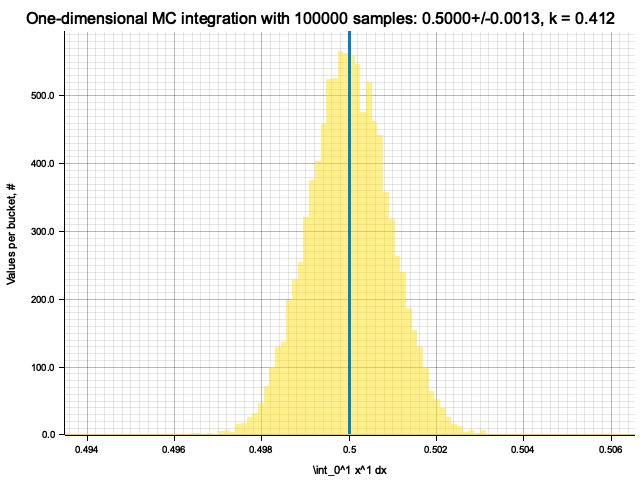 One-dimensional MC integration with 100000 samples: 0.5000+/-0.0013, k = 0.412
Values per bucket, #
500.0
400.0
300.0
200.0
100.0
0.0
0.494 0.496 0.498 0.5 0.502 0.504 0.506
\int_0^1 x^1 dx